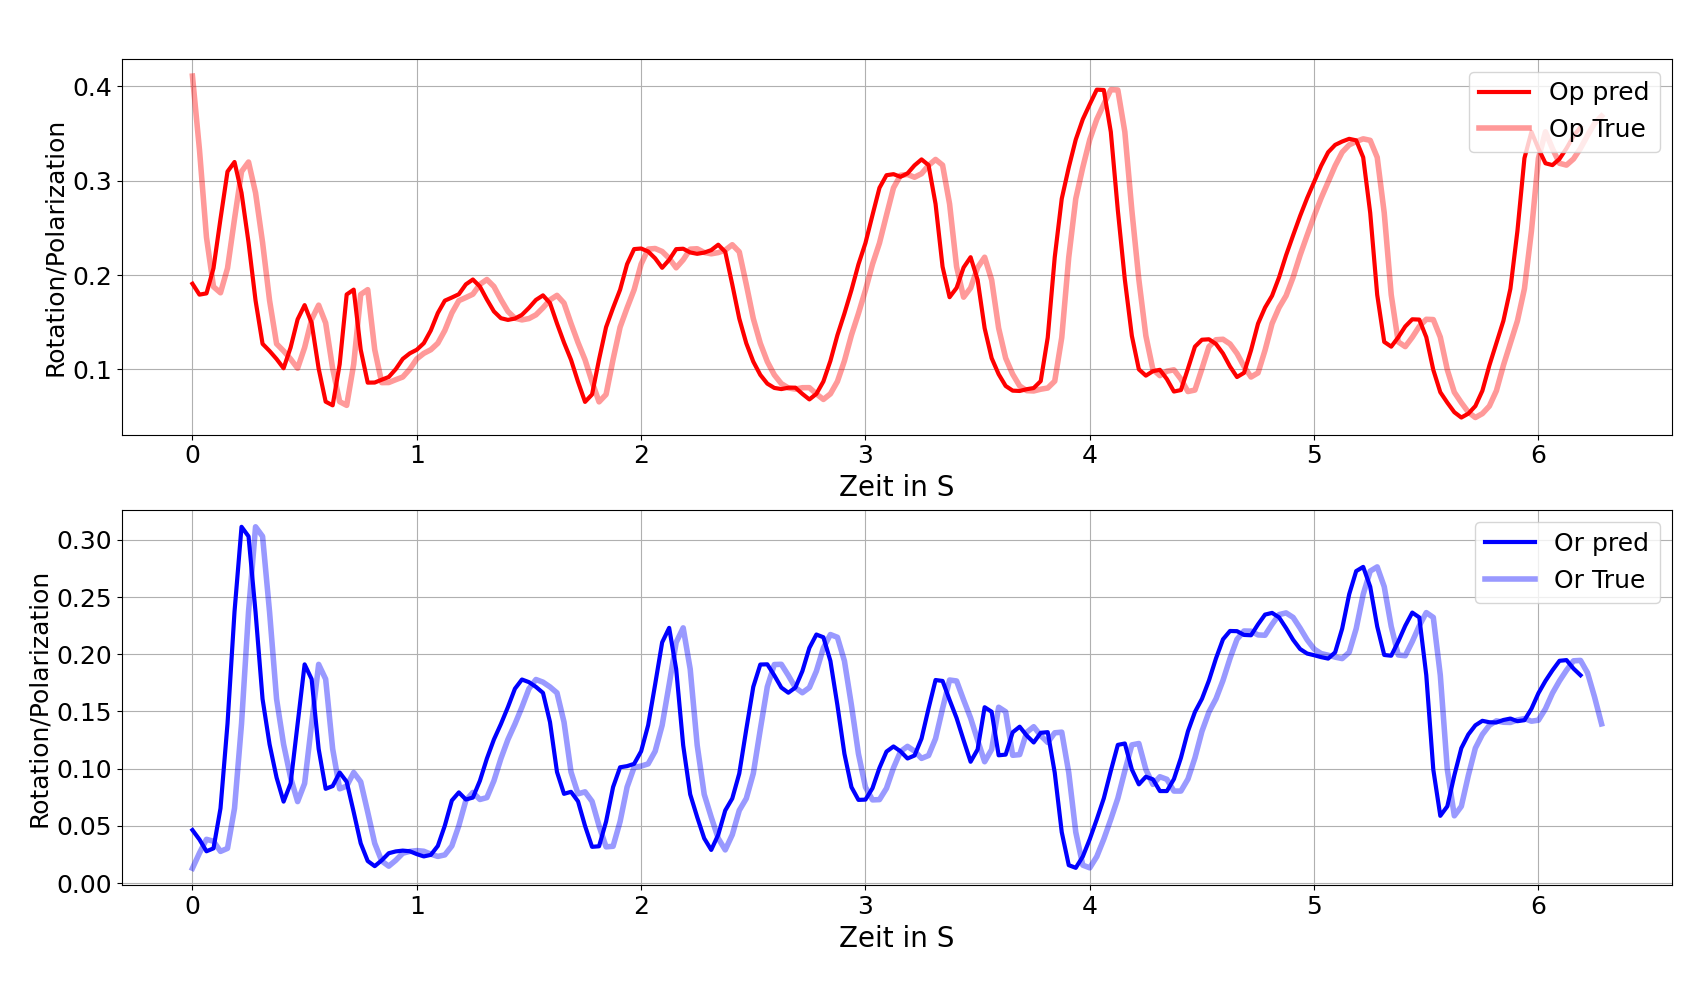 Rotation/Polarization
0.4
0.3
0.2
0.1
Op pred
Op True
0 1 2 3 4 5 6
Zeit in S
Rotation/Polarization
0.30
0.25
0.20
0.15
0.10
0.05
0.00
Or pred
Or True
0 1 2 3 4 5 6
Zeit in S